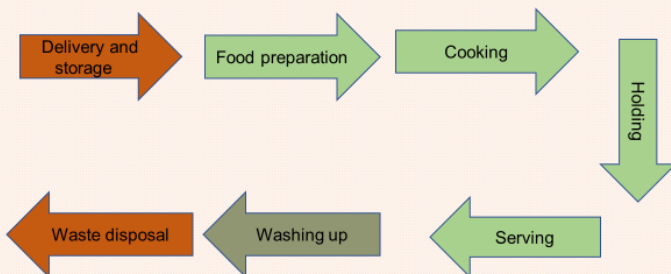 Delivery and
storage
Food preparation
Cooking
Holding
Serving
Washing up
Waste disposal